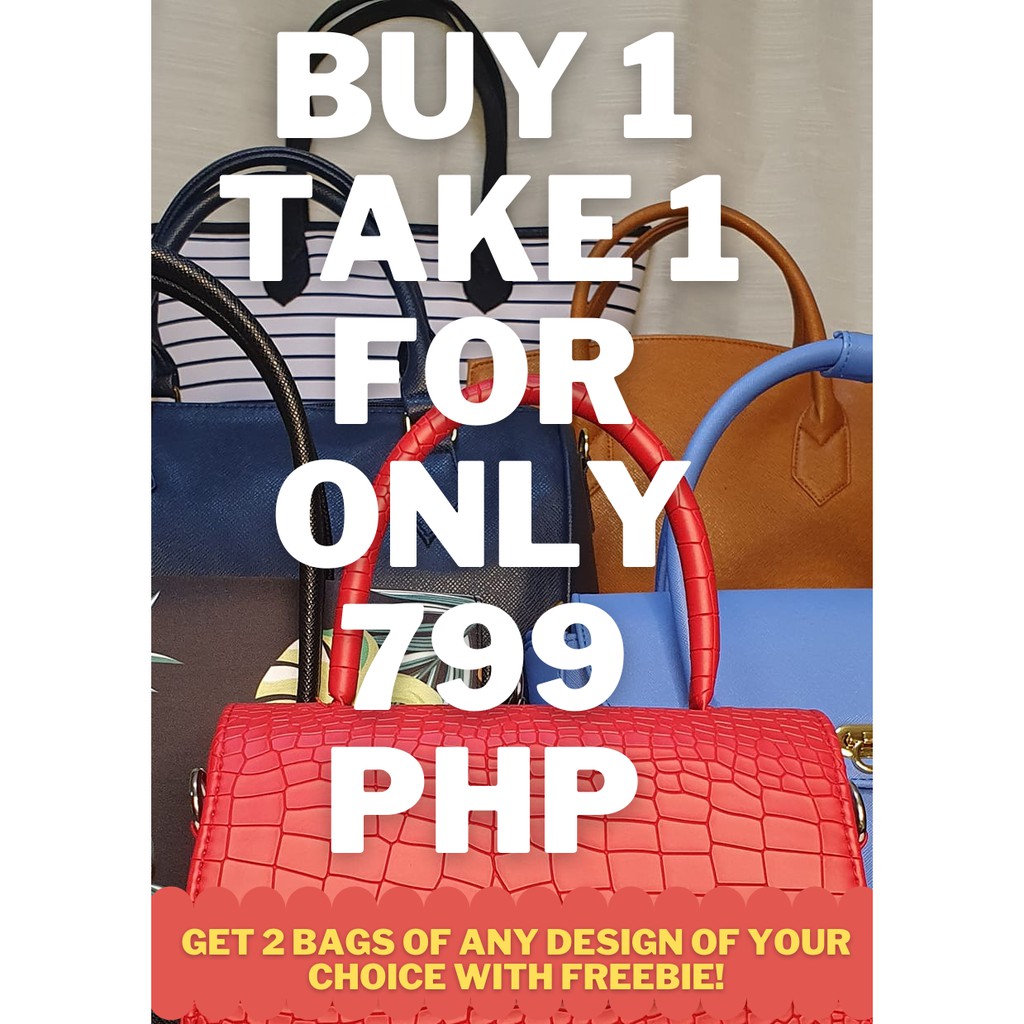 BUY 1
TAKE 1
FOR
ONLY
799
PHP
GET 2 BAGS OF ANY DESIGN OF YOUR
CHOICE WITH FREEBIE!